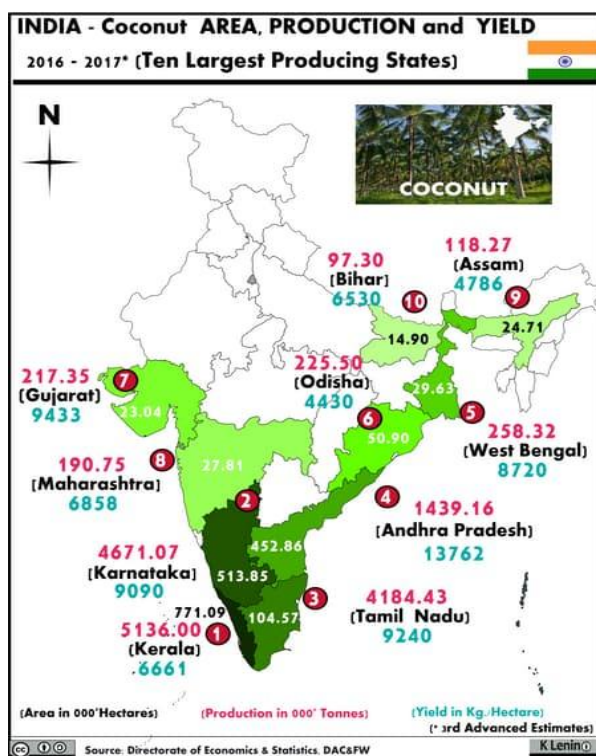 INDIA - Coconut AREA, PRODUCTION and YIELD
2016 - 2017* (Ten Largest Producing States)
N
COCONUT
118.27
(Assam)
4786
9
97.30
(Bihar)
6530
10
14.90
24.71
225.50
(Odisha)
4430
6
50.90
29.63
217.35
(Gujarat)
9433
7
23.04
5
258.32
(West Bengal)
8720
190.75
(Maharashtra)
6858
8
27.81
2
4
1439.16
(Andhra Pradesh)
13762
452.86
4671.07
(Karnataka)
9090
513.85
3
4184.43
(Tamil Nadu)
9240
104.57
771.09
5136.00
(Kerala)
6661
1
(Area in 000'Hectares)
(Production in 000' Tonnes)
(Yield in Kg./Hectare)
(* 3rd Advanced Estimates)
cc
Source: Directorate of Economics & Statistics, DAC&FW
K Lenin